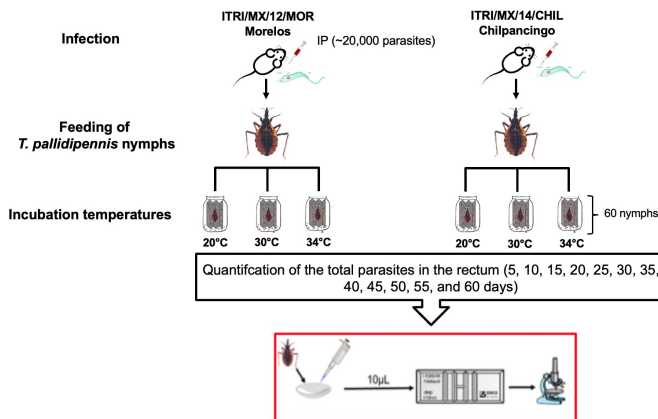 ITRI/MX/12/MOR
Morelos
ITRI/MX/14/CHIL
Chilpancingo
Infection
IP (~20,000 parasites)
Feeding of
T. pallidipennis nymphs
Incubation temperatures
60 nymphs
20°C 30°C 34°C
20°C 30°C 34°C
Quantifcation of the total parasites in the rectum (5, 10, 15, 20, 25, 30, 35,
40, 45, 50, 55, and 60 days)
10µL